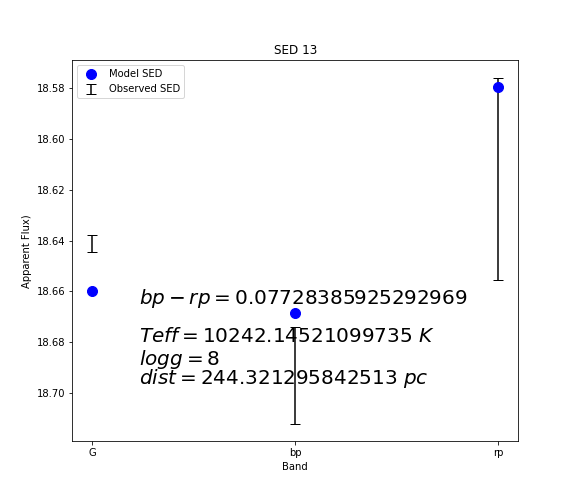 SED 13
Model SED
Observed SED
18.58
18.60
18.62
18.64
18.66
18.68
18.70
Apparent Flux)
bp − rp = 0.07728385925292969
Teff = 10242.14521099735 K
logg = 8
dist = 244.321295842513 pc
G bp rp
Band